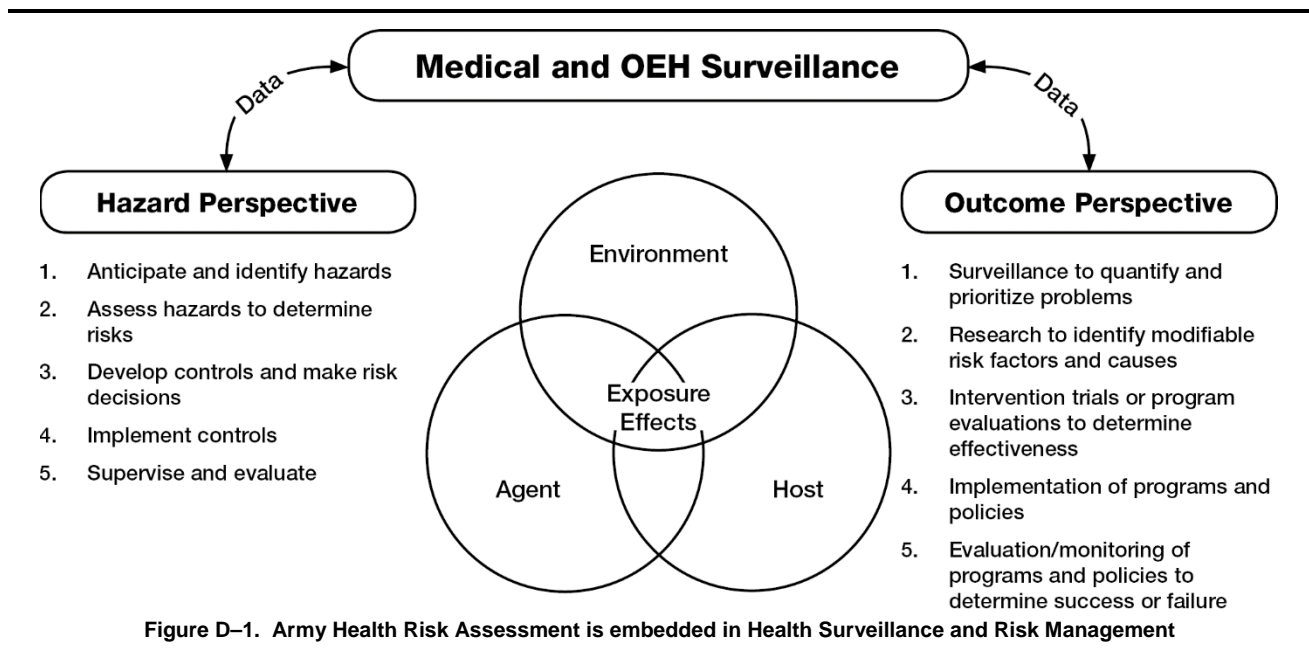 Medical and OEH Surveillance
Data
Data
Hazard Perspective
1. Anticipate and identify hazards
2. Assess hazards to determine
risks
3. Develop controls and make risk
decisions
4. Implement controls
5. Supervise and evaluate
Environment
Exposure
Effects
Agent
Host
Outcome Perspective
1. Surveillance to quantify and
prioritize problems
2. Research to identify modifiable
risk factors and causes
3. Intervention trials or program
evaluations to determine
effectiveness
4. Implementation of programs and
policies
5. Evaluation/monitoring of
programs and policies to
determine success or failure
Figure D–1. Army Health Risk Assessment is embedded in Health Surveillance and Risk Management